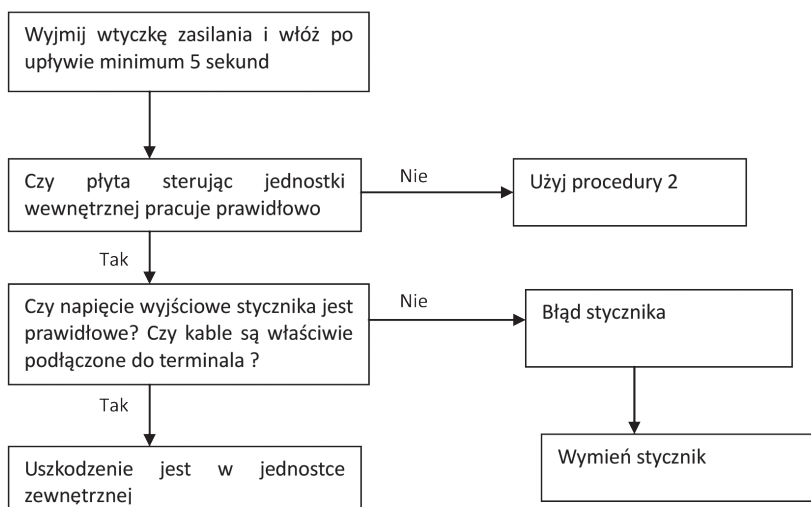 Wyjmij wtyczkę zasilania i włóż po
upływie minimum 5 sekund
Czy płyta sterując jednostki
wewnętrznej pracuje prawidłowo
Nie
Użyj procedury 2
Tak
Czy napięcie wyjściowe stycznika jest
prawidłowe? Czy kable są właściwie
podłączone do terminala ?
Nie
Błąd stycznika
Tak
Uszkodzenie jest w jednostce
zewnętrznej
Wymień stycznik